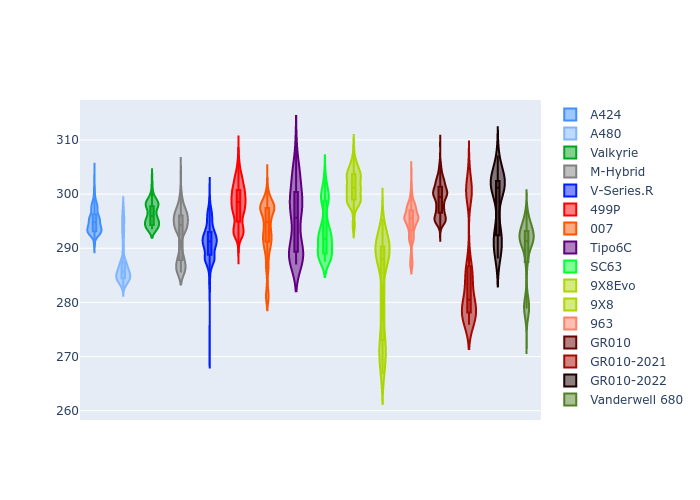 310
300
290
280
270
260
A424
A480
Valkyrie
M-Hybrid
V-Series.R
499P
007
Tipo6C
SC63
9X8Evo
9X8
963
GR010
GR010-2021
GR010-2022
Vanderwell 680